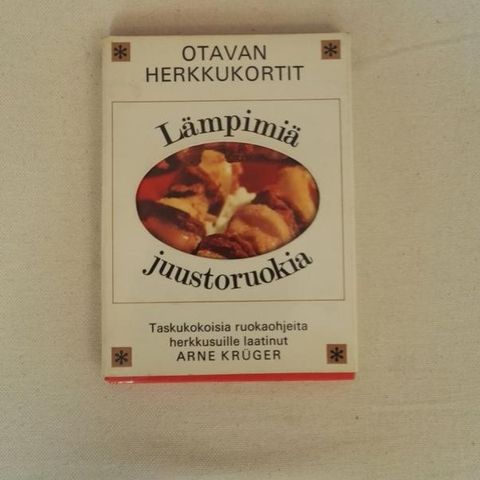 OTAVAN
HERKKUKORTIT
Lämpimiä
juustoruokia
Taskukokoisia ruokaohjeita
herkkusuille laatinut
ARNE KRÜGER